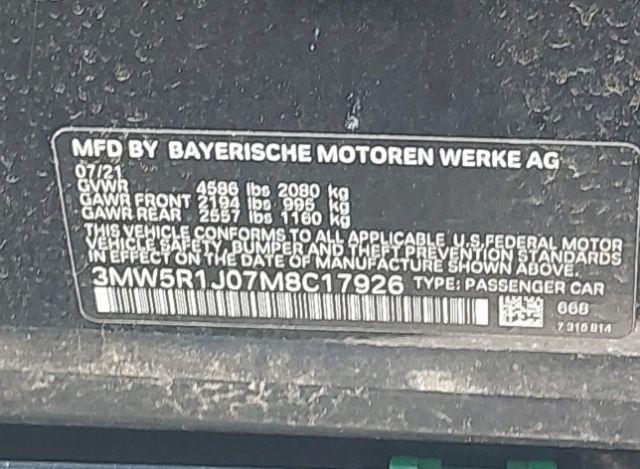 MFD BY BAYERISCHE MOTOREN WERKE AG
07/21
GVWR 4586 lbs 2080 kg
GAWR FRONT 2194 lbs 995 kg
GAWR REAR 2557 lbs 1160 kg
THIS VEHICLE CONFORMS TO ALL APPLICABLE U.S. FEDERAL MOTOR
VEHICLE SAFETY, BUMPER AND THEFT PREVENTION STANDARDS
IN EFFECT ON THE DATE OF MANUFACTURE SHOWN ABOVE.
3MW5R1J07M8C17926 TYPE: PASSENGER CAR
668
7 316 814